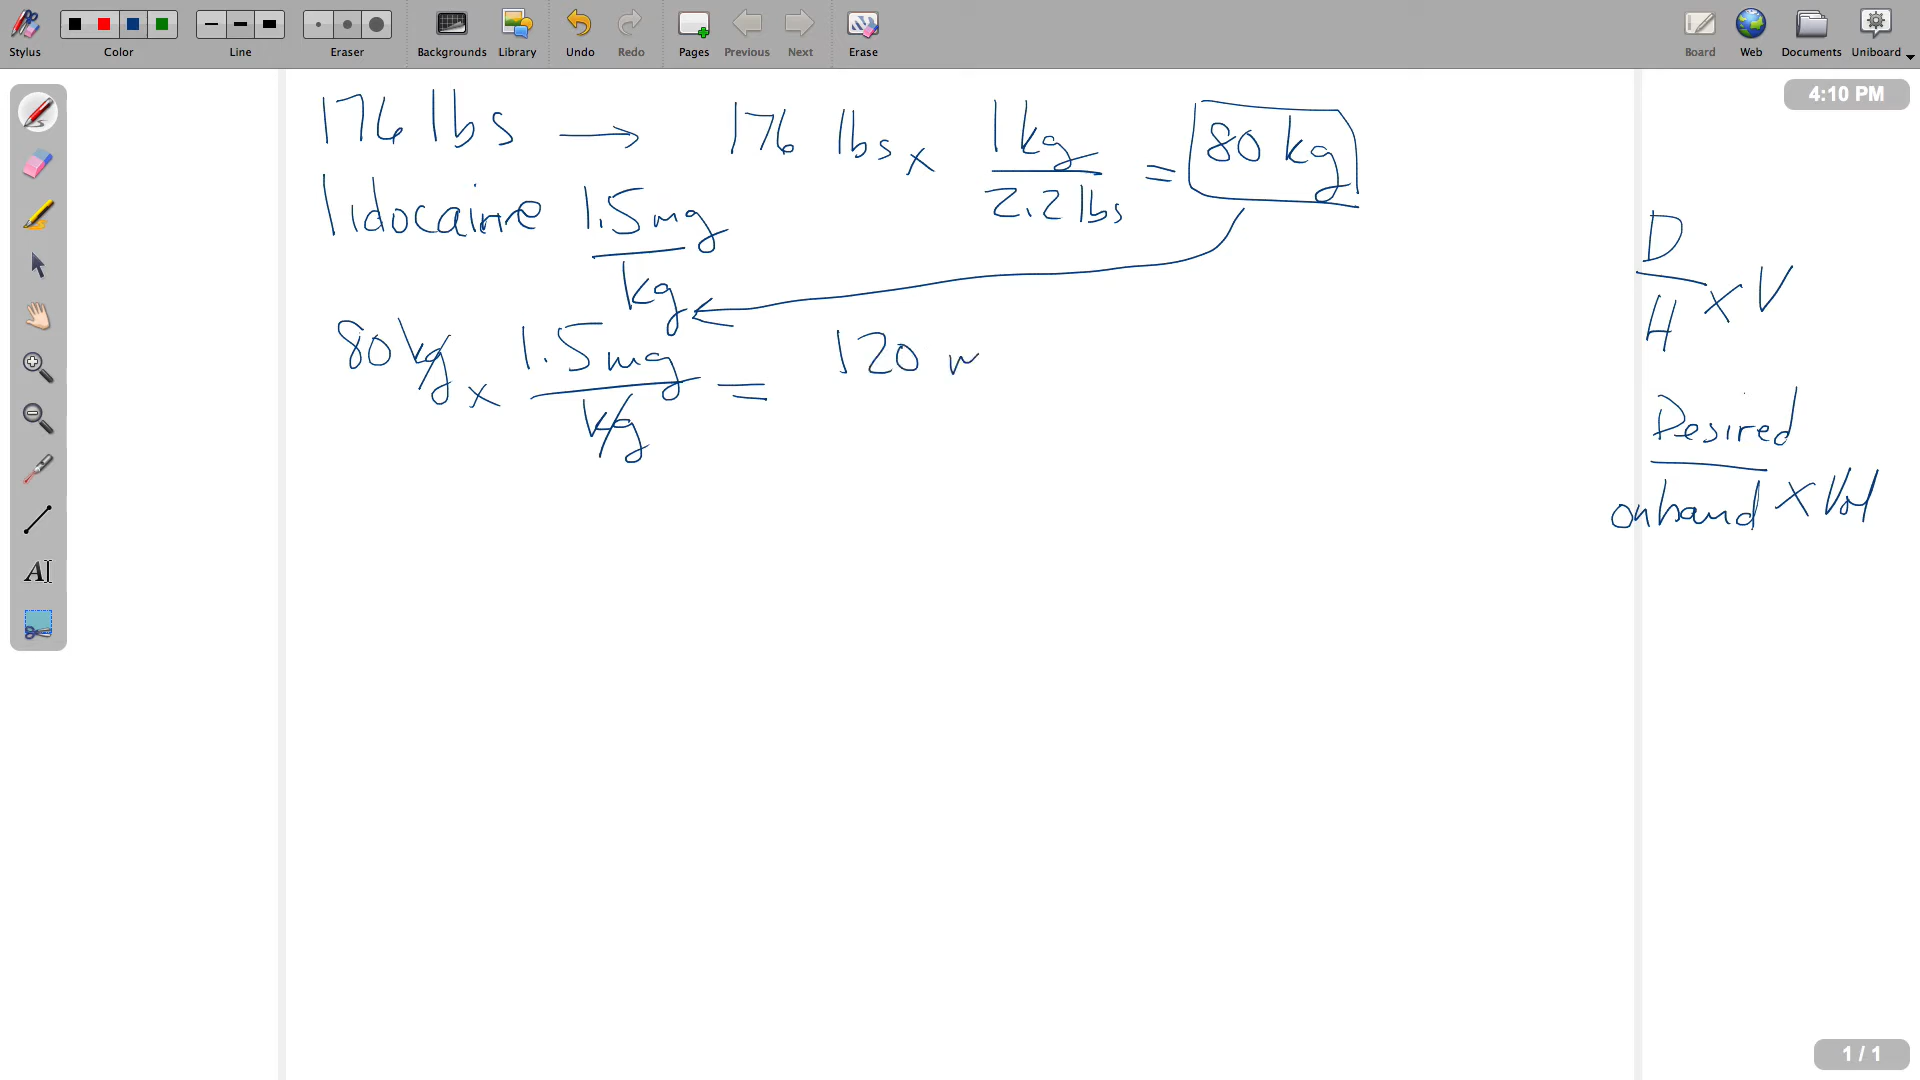 Stylus Color Line Eraser Backgrounds Library Undo Redo Pages Previous Next Erase Board Web Documents Uniboard
4:10 PM
176 lbs → 176 lbs x 1 kg / 2.2 lbs = 80 kg
lidocaine 1.5 mg / kg
80 kg x 1.5 mg / kg = 120 m
D / H x V
Desired / on hand x Vol
A
1 / 1